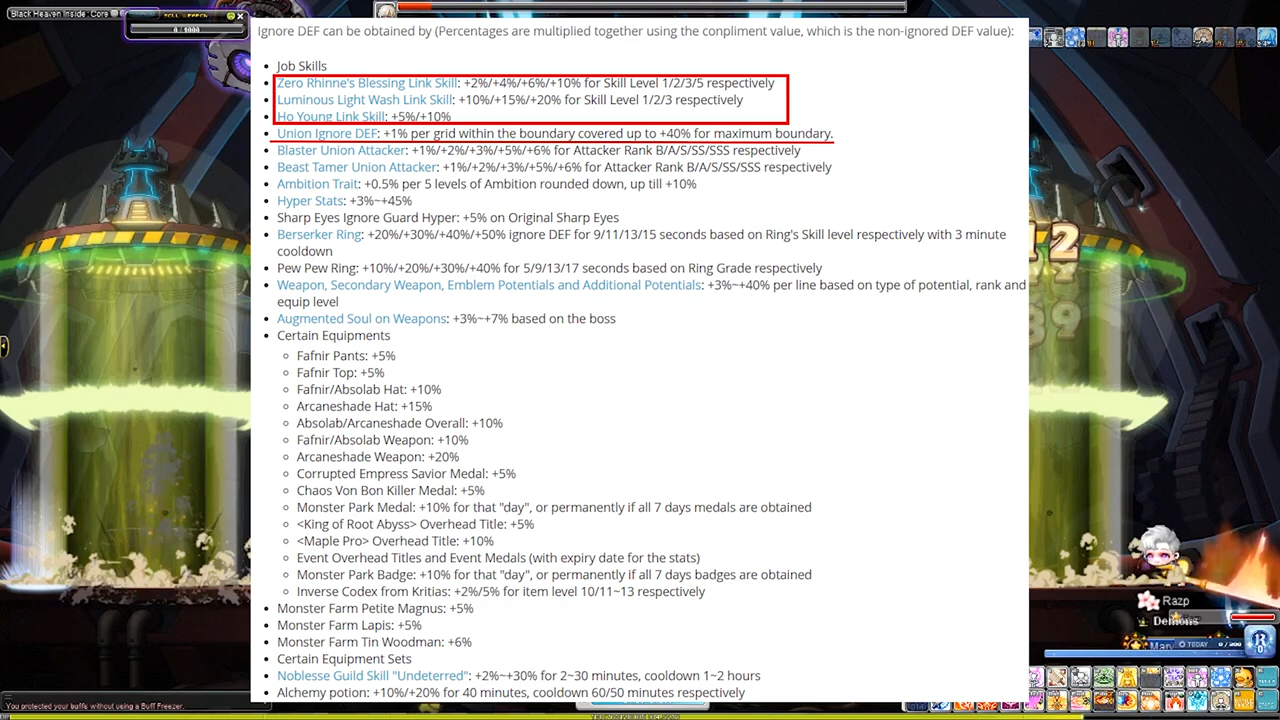 Black Heaven Inside: Core
0 / 1000
Ignore DEF can be obtained by (Percentages are multiplied together using the conpliment value, which is the non-ignored DEF value):
Job Skills
Zero Rhinne's Blessing Link Skill: +2%/+4%/+6%/+10% for Skill Level 1/2/3/5 respectively
Luminous Light Wash Link Skill: +10%/+15%/+20% for Skill Level 1/2/3 respectively
Ho Young Link Skill: +5%/+10%
Union Ignore DEF: +1% per grid within the boundary covered up to +40% for maximum boundary.
Blaster Union Attacker: +1%/+2%/+3%/+5%/+6% for Attacker Rank B/A/S/SS/SSS respectively
Beast Tamer Union Attacker: +1%/+2%/+3%/+5%/+6% for Attacker Rank B/A/S/SS/SSS respectively
Ambition Trait: +0.5% per 5 levels of Ambition rounded down, up till +10%
Hyper Stats: +3%~+45%
Sharp Eyes Ignore Guard Hyper: +5% on Original Sharp Eyes
Berserker Ring: +20%/+30%/+40%/+50% ignore DEF for 9/11/13/15 seconds based on Ring's Skill level respectively with 3 minute
cooldown
Pew Pew Ring: +10%/+20%/+30%/+40% for 5/9/13/17 seconds based on Ring Grade respectively
Weapon, Secondary Weapon, Emblem Potentials and Additional Potentials: +3%~+40% per line based on type of potential, rank and
equip level
Augmented Soul on Weapons: +3%~+7% based on the boss
Certain Equipments
Fafnir Pants: +5%
Fafnir Top: +5%
Fafnir/Absolab Hat: +10%
Arcaneshade Hat: +15%
Absolab/Arcaneshade Overall: +10%
Fafnir/Absolab Weapon: +10%
Arcaneshade Weapon: +20%
Corrupted Empress Savior Medal: +5%
Chaos Von Bon Killer Medal: +5%
Monster Park Medal: +10% for that "day", or permanently if all 7 days medals are obtained
<King of Root Abyss> Overhead Title: +5%
<Maple Pro> Overhead Title: +10%
Event Overhead Titles and Event Medals (with expiry date for the stats)
Monster Park Badge: +10% for that "day", or permanently if all 7 days badges are obtained
Inverse Codex from Kritias: +2%/5% for item level 10/11~13 respectively
Monster Farm Petite Magnus: +5%
Monster Farm Lapis: +5%
Monster Farm Tin Woodman: +6%
Certain Equipment Sets
Noblesse Guild Skill "Undeterred": +2%~+30% for 2~30 minutes, cooldown 1~2 hours
Alchemy potion: +10%/+20% for 40 minutes, cooldown 60/50 minutes respectively
12
Razp
Demons
TODAY
You protected your buffs without using a Buff Freezer.